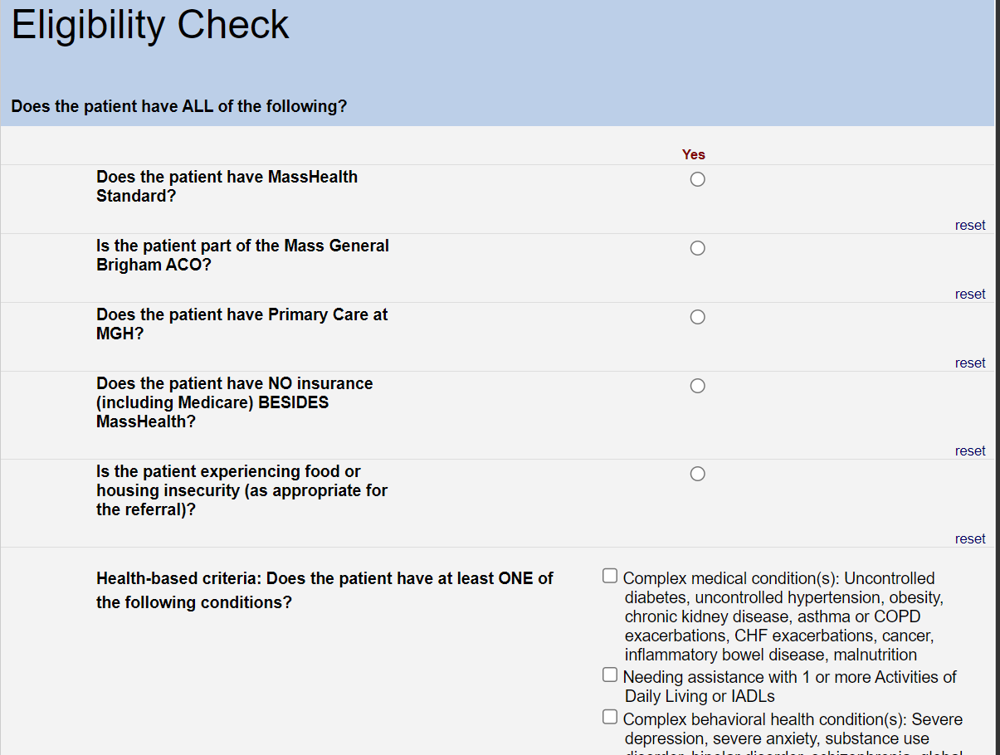 Eligibility Check
Does the patient have ALL of the following?
Yes
Does the patient have MassHealth
Standard?
reset
Is the patient part of the Mass General
Brigham ACO?
reset
Does the patient have Primary Care at
MGH?
reset
Does the patient have NO insurance
(including Medicare) BESIDES
MassHealth?
reset
Is the patient experiencing food or
housing insecurity (as appropriate for
the referral)?
reset
Health-based criteria: Does the patient have at least ONE of
the following conditions?
Complex medical condition(s): Uncontrolled
diabetes, uncontrolled hypertension, obesity,
chronic kidney disease, asthma or COPD
exacerbations, CHF exacerbations, cancer,
inflammatory bowel disease, malnutrition
Needing assistance with 1 or more Activities of
Daily Living or IADLs
Complex behavioral health condition(s): Severe
depression, severe anxiety, substance use
disorder, bipolar disorder, schizophrenia, global